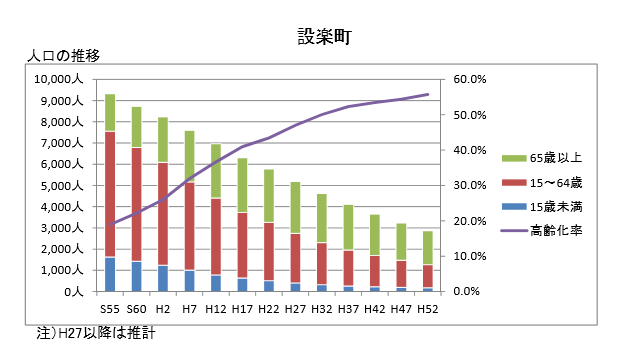 設楽町
人口の推移
10,000人
9,000人
8,000人
7,000人
6,000人
5,000人
4,000人
3,000人
2,000人
1,000人
0人
60.0%
50.0%
40.0%
30.0%
20.0%
10.0%
0.0%
S55 S60 H2 H7 H12 H17 H22 H27 H32 H37 H42 H47 H52
65歳以上
15～64歳
15歳未満
高齢化率
注）H27以降は推計